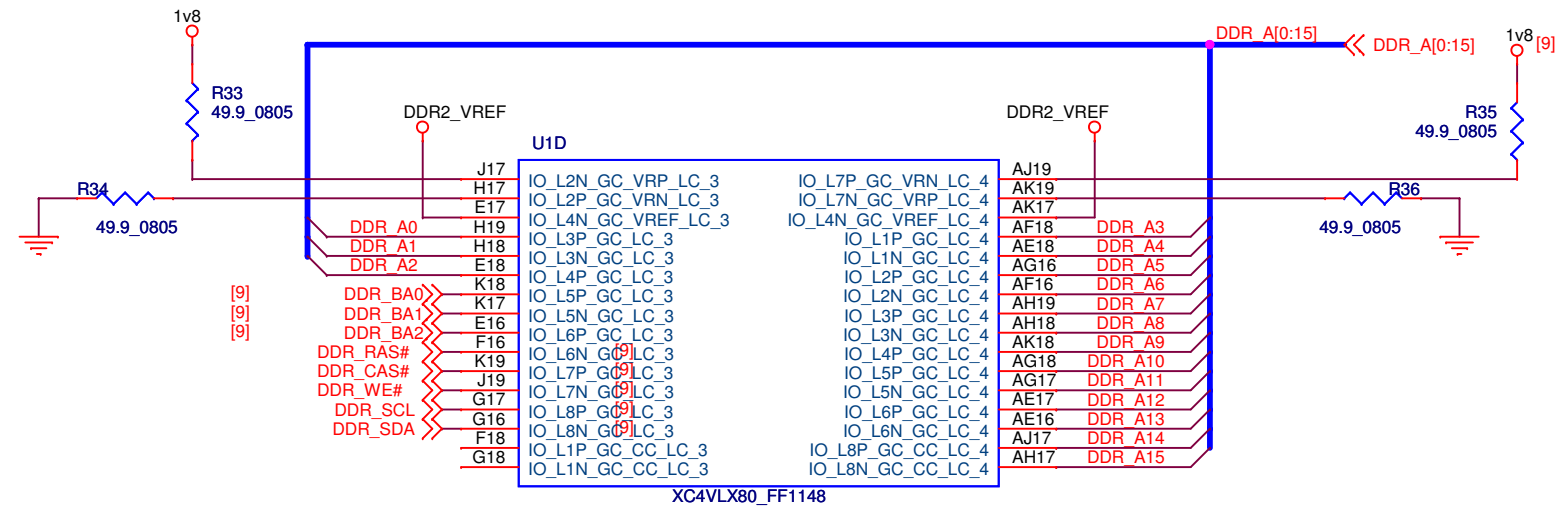 1v8
R33
49.9_0805
DDR2_VREF
U1D
DDR2_VREF
DDR_A[0:15]
DDR_A[0:15]
1v8 [9]
R35
49.9_0805
R34
49.9_0805
R36
49.9_0805
J17 IO_L2N_GC_VRP_LC_3 IO_L7P_GC_VRN_LC_4 AJ19
H17 IO_L2P_GC_VRN_LC_3 IO_L7N_GC_VRP_LC_4 AK19
E17 IO_L4N_GC_VREF_LC_3 IO_L4N_GC_VREF_LC_4 AK17
DDR_A0 H19 IO_L3P_GC_LC_3 IO_L1P_GC_LC_4 AF18 DDR_A3
DDR_A1 H18 IO_L3N_GC_LC_3 IO_L1N_GC_LC_4 AE18 DDR_A4
DDR_A2 E18 IO_L4P_GC_LC_3 IO_L2P_GC_LC_4 AG16 DDR_A5
[9] DDR_BA0 K18 IO_L5P_GC_LC_3 IO_L2N_GC_LC_4 AF16 DDR_A6
[9] DDR_BA1 K17 IO_L5N_GC_LC_3 IO_L3P_GC_LC_4 AH19 DDR_A7
[9] DDR_BA2 E16 IO_L6P_GC_LC_3 IO_L3N_GC_LC_4 AH18 DDR_A8
DDR_RAS# F16 IO_L6N_GC_LC_3 [9] IO_L4P_GC_LC_4 AK18 DDR_A9
DDR_CAS# K19 IO_L7P_GC_LC_3 [9] IO_L5P_GC_LC_4 AG18 DDR_A10
DDR_WE# J19 IO_L7N_GC_LC_3 [9] IO_L5N_GC_LC_4 AG17 DDR_A11
DDR_SCL G17 IO_L8P_GC_LC_3 [9] IO_L6P_GC_LC_4 AE17 DDR_A12
DDR_SDA G16 IO_L8N_GC_LC_3 [9] IO_L6N_GC_LC_4 AE16 DDR_A13
F18 IO_L1P_GC_CC_LC_3 IO_L8P_GC_CC_LC_4 AJ17 DDR_A14
G18 IO_L1N_GC_CC_LC_3 IO_L8N_GC_CC_LC_4 AH17 DDR_A15
XC4VLX80_FF1148